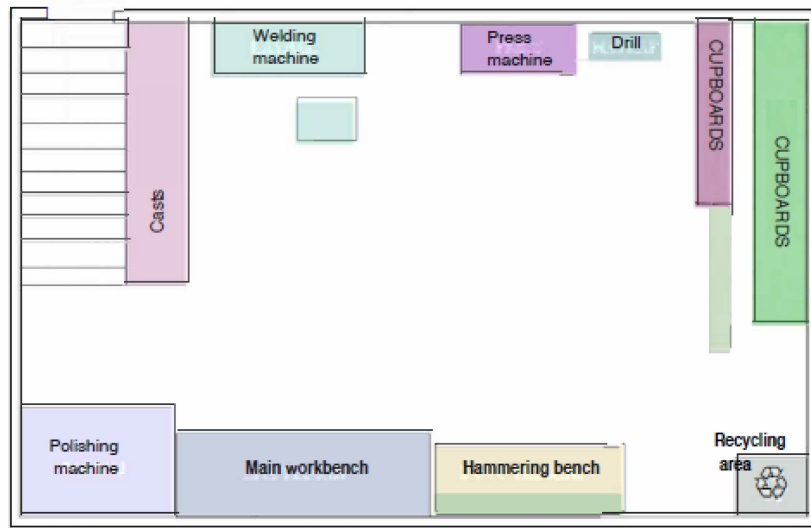 Welding
machine
Press
machine
Drill
CUPBOARDS
CUPBOARDS
Casts
Polishing
machine
Main workbench
Hammering bench
Recycling
area